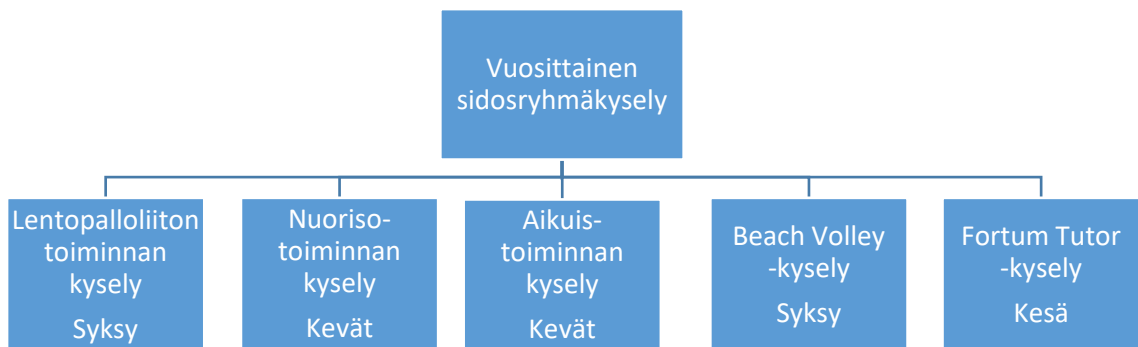 Vuosittainen
sidosryhmäkysely
Lentopalloliiton
toiminnan
kysely
Syksy
Nuoriso-
toiminnan
kysely
Kevät
Aikuis-
toiminnan
kysely
Kevät
Beach Volley
-kysely
Syksy
Fortum Tutor
-kysely
Kesä